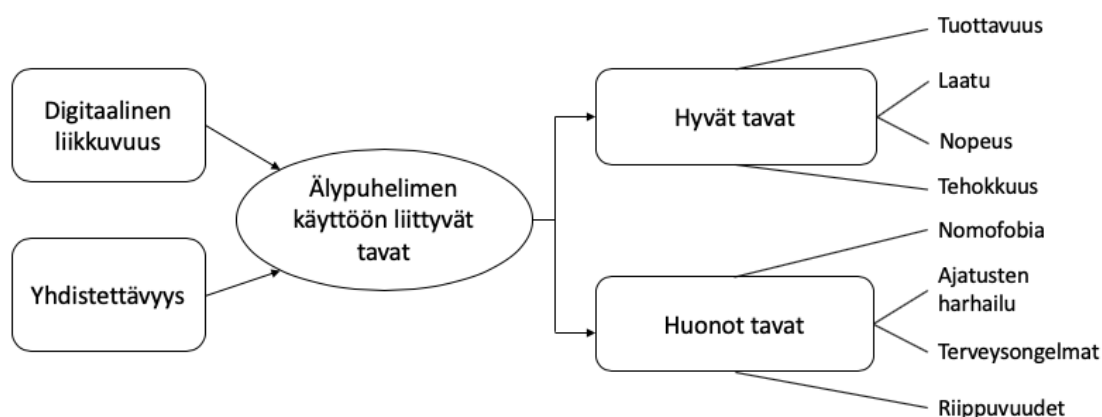 Digitaalinen
liikkuvuus
Yhdistettävyys
Älypuhelimen
käyttöön liittyvät
tavat
Hyvät tavat
Tuottavuus
Laatu
Nopeus
Tehokkuus
Huonot tavat
Nomofobia
Ajatusten
harhailu
Terveysongelmat
Riippuvuudet